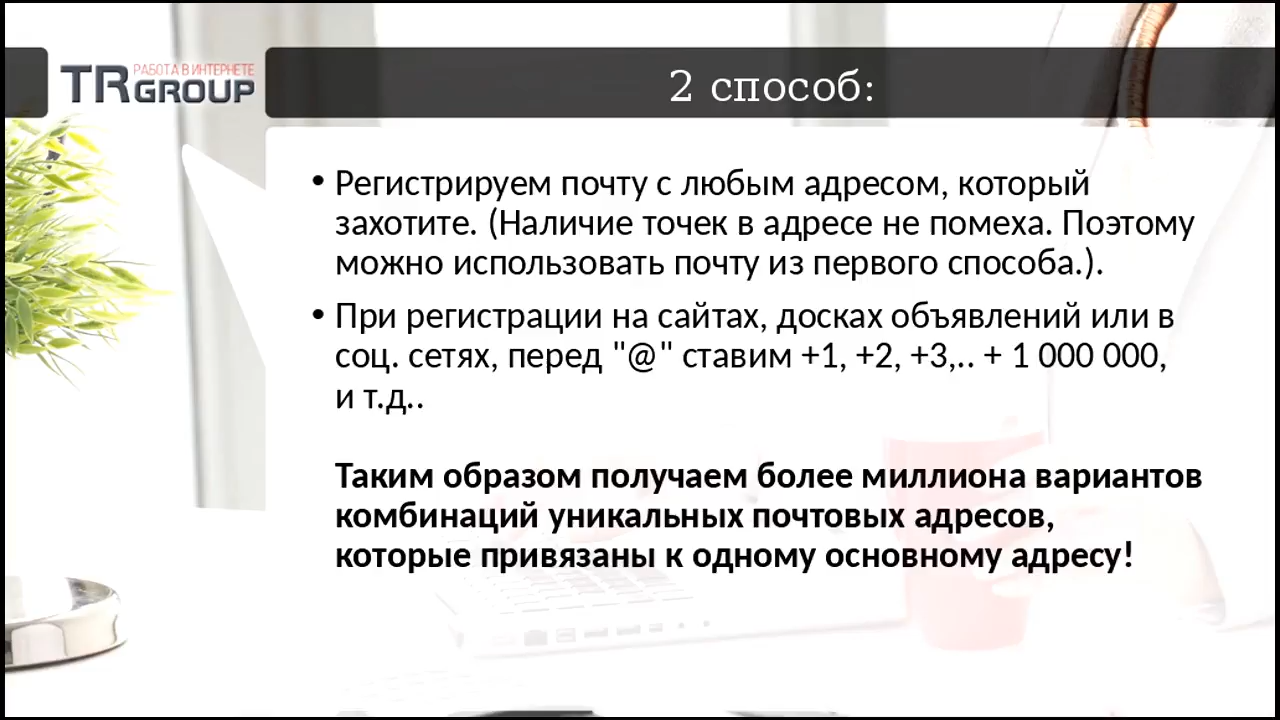 TR GROUP
РАБОТА В ИНТЕРНЕТЕ
2 способ:
• Регистрируем почту с любым адресом, который
захотите. (Наличие точек в адресе не помеха. Поэтому
можно использовать почту из первого способа.).
• При регистрации на сайтах, досках объявлений или в
соц. сетях, перед "@" ставим +1, +2, +3,.. + 1 000 000,
и т.д..
Таким образом получаем более миллиона вариантов
комбинаций уникальных почтовых адресов,
которые привязаны к одному основному адресу!